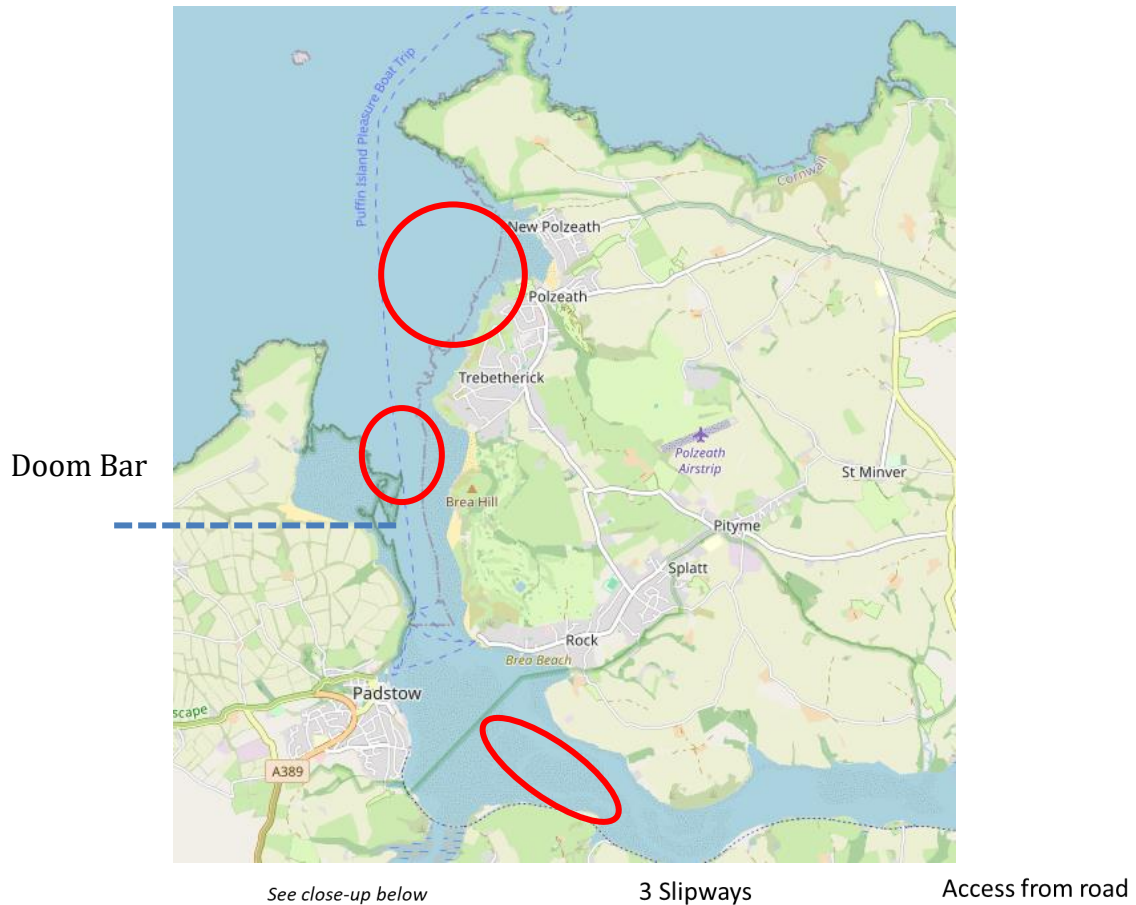 Puffin Island Pleasure Boat Trip
Cornwall
New Polzeath
Polzeath
Trebetherick
Polzeath
Airstrip
St Minver
Doom Bar
Brea Hill
Pityme
Splatt
Rock
Brea Beach
Padstow
scape
A389
See close-up below
3 Slipways
Access from road